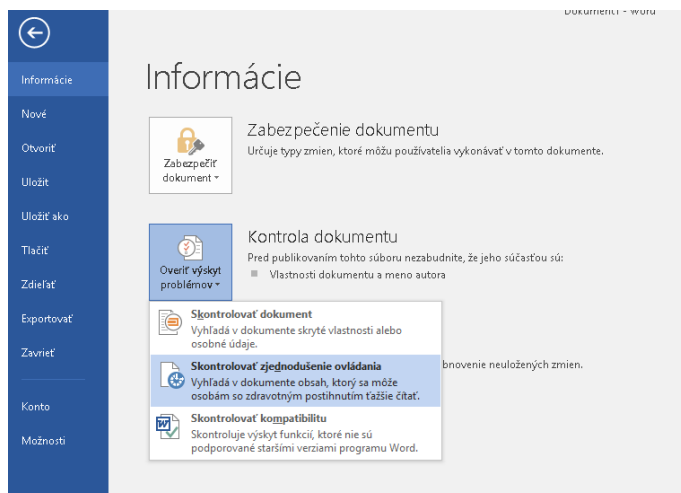 Dokument1 - Word
Informácie
Informácie
Nové
Otvoriť
Uložit
Uložiť ako
Tlačiť
Zdieľať
Exportovať
Zavrieť
Konto
Možnosti
Zabezpečiť
dokument
Zabezpečenie dokumentu
Určuje typy zmien, ktoré môžu používatelia vykonávať v tomto dokumente.
Overiť výskyt
problémov
Kontrola dokumentu
Pred publikovaním tohto súboru nezabudnite, že jeho súčasťou sú:
Vlastnosti dokumentu a meno autora
Skontrolovať dokument
Vyhľadá v dokumente skryté vlastnosti alebo
osobné údaje.
Skontrolovať zjednodušenie ovládania
Vyhľadá v dokumente obsah, ktorý sa môže
osobám so zdravotným postihnutím ťažšie čítať.
bnovenie neuložených zmien.
Skontrolovať kompatibilitu
Skontroluje výskyt funkcií, ktoré nie sú
podporované staršími verziami programu Word.